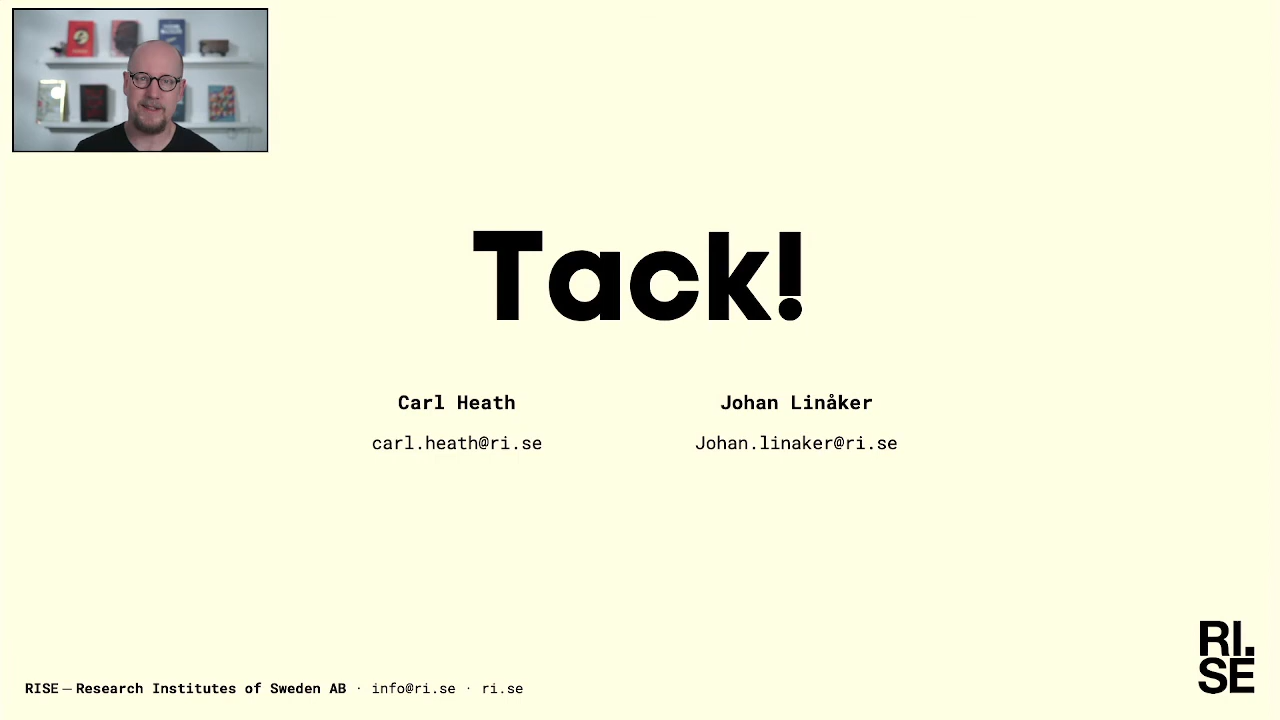 Tack!
Carl Heath
Johan Linåker
carl.heath@ri.se
Johan.linaker@ri.se
RISE — Research Institutes of Sweden AB · info@ri.se · ri.se
RI.
SE